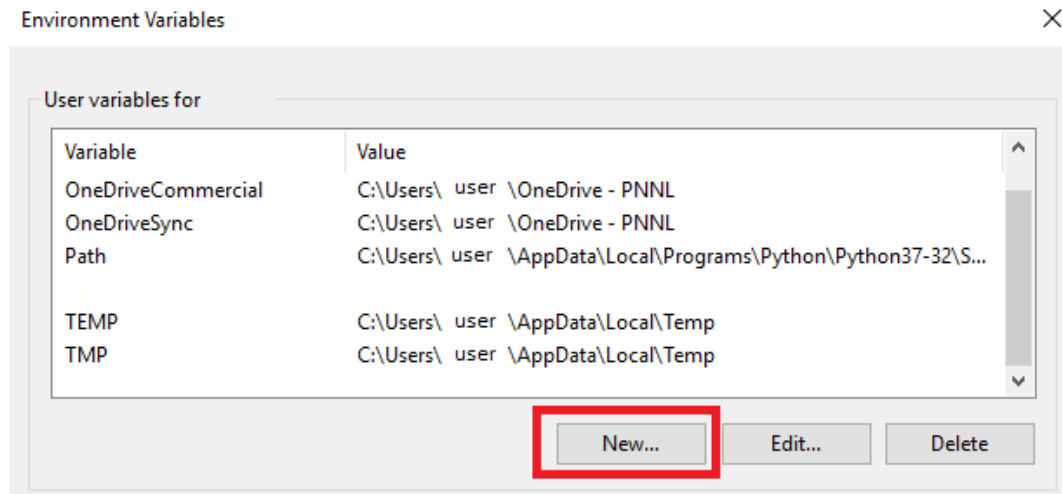 Environment Variables
User variables for
Variable Value
OneDriveCommercial C:\Users\ user \OneDrive - PNNL
OneDriveSync C:\Users\ user \OneDrive - PNNL
Path C:\Users\ user \AppData\Local\Programs\Python\Python37-32\S...
TEMP C:\Users\ user \AppData\Local\Temp
TMP C:\Users\ user \AppData\Local\Temp
New... Edit... Delete